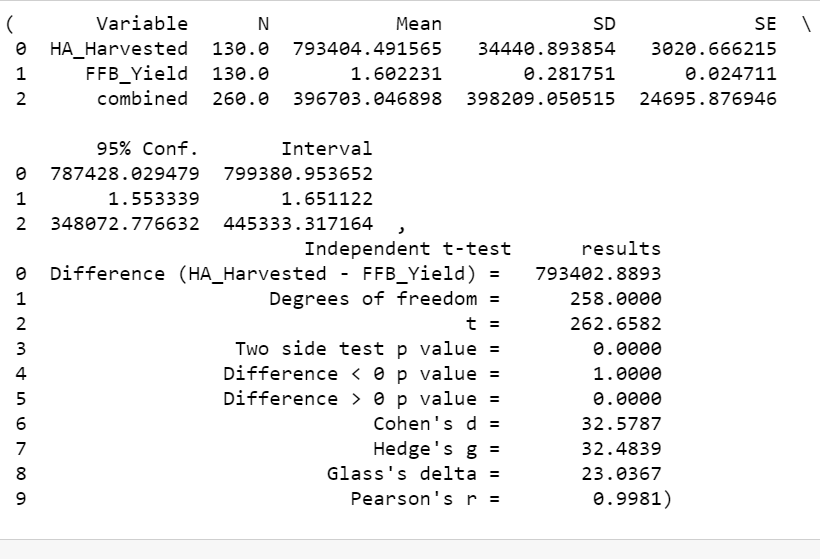 (      Variable      N           Mean             SD            SE  \
0  HA_Harvested  130.0  793404.491565   34440.893854   3020.666215
1     FFB_Yield  130.0       1.602231       0.281751      0.024711
2      combined  260.0  396703.046898  398209.050515  24695.876946
95% Conf.       Interval
0  787428.029479  799380.953652
1       1.553339       1.651122
2  348072.776632  445333.317164  ,
Independent t-test      results
0  Difference (HA_Harvested - FFB_Yield) =   793402.8893
1                     Degrees of freedom =      258.0000
2                                      t =      262.6582
3                  Two side test p value =        0.0000
4                 Difference < 0 p value =        1.0000
5                 Difference > 0 p value =        0.0000
6                              Cohen's d =       32.5787
7                              Hedge's g =       32.4839
8                          Glass's delta =       23.0367
9                            Pearson's r =        0.9981)